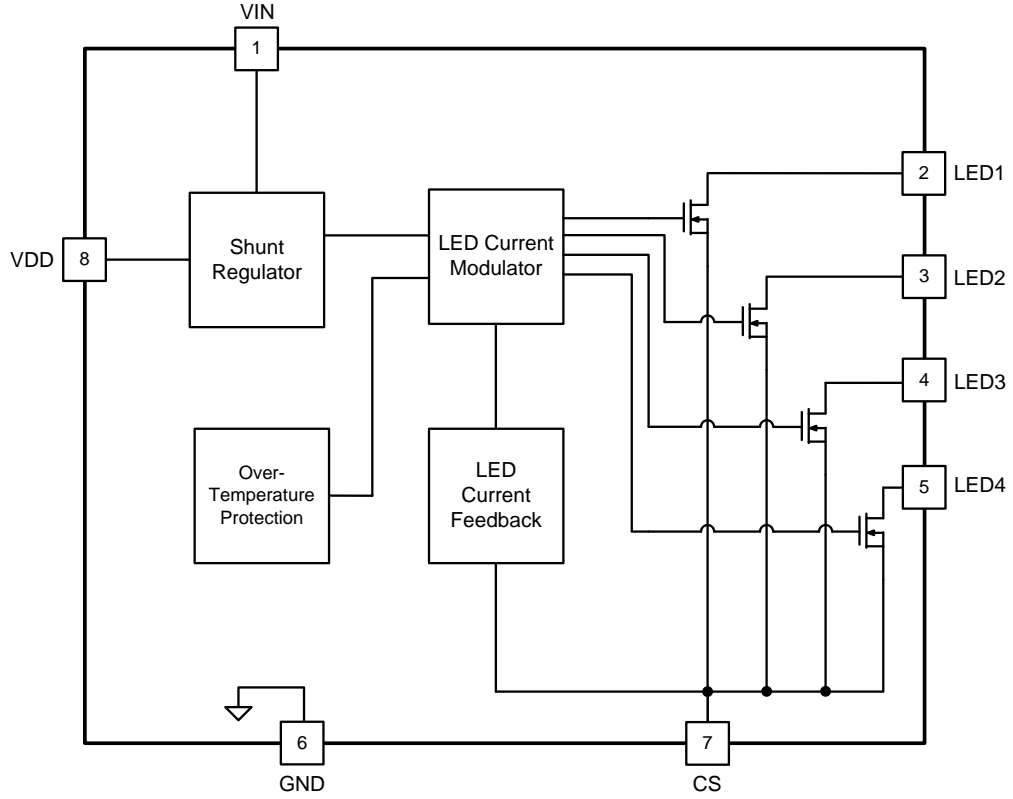 VIN
1
2
LED1
Shunt
Regulator
LED Current
Modulator
VDD
8
3
LED2
4
LED3
Over-
Temperature
Protection
LED
Current
Feedback
5
LED4
6
GND
7
CS